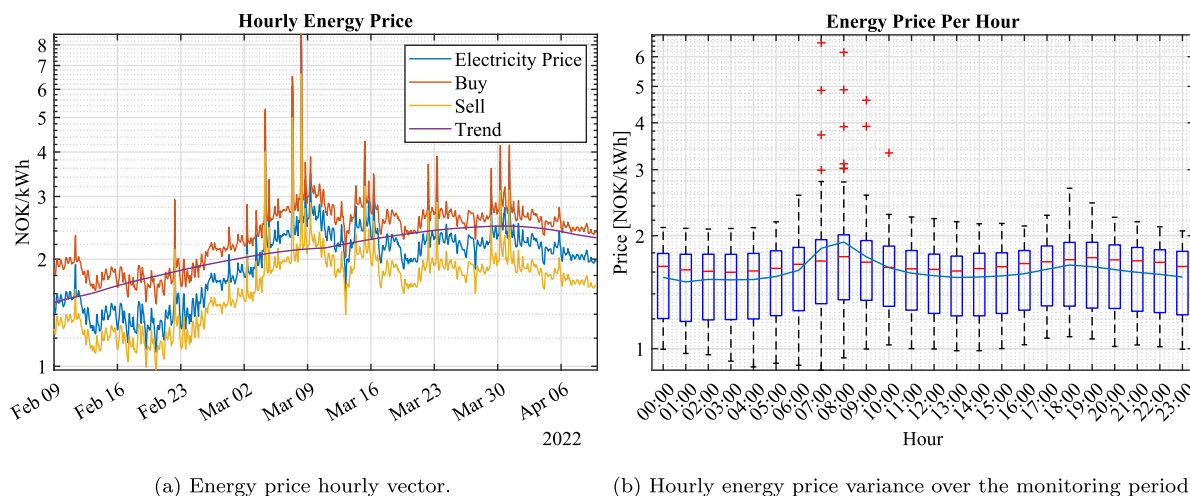 Hourly Energy Price
8
7
6
5
4
3
2
1
NOK/kWh
Electricity Price
Buy
Sell
Trend
Feb 09
Feb 16
Feb 23
Mar 02
Mar 09
Mar 16
Mar 23
Mar 30
Apr 06
2022
(a) Energy price hourly vector.
Energy Price Per Hour
6
5
4
3
2
1
Price [NOK/kWh]
00:00
01:00
02:00
03:00
04:00
05:00
06:00
07:00
08:00
09:00
10:00
11:00
12:00
13:00
14:00
15:00
16:00
17:00
18:00
19:00
20:00
21:00
22:00
23:00
Hour
(b) Hourly energy price variance over the monitoring period